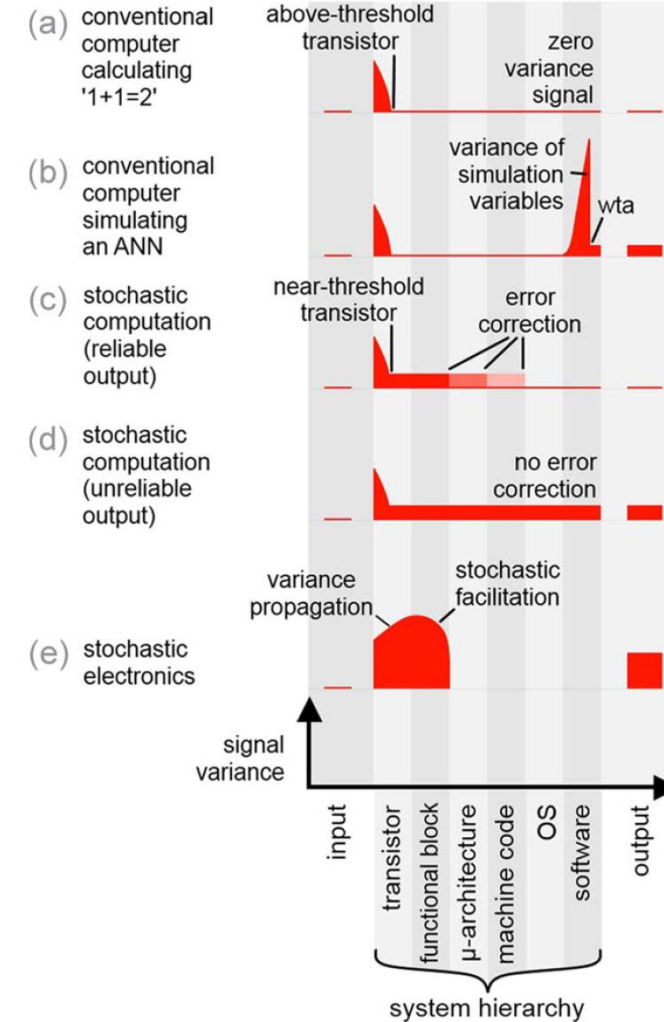 (a) conventional
computer
calculating
'1+1=2'
above-threshold
transistor
zero
variance
signal
(b) conventional
computer
simulating
an ANN
variance of
simulation
variables
wta
(c) stochastic
computation
(reliable
output)
near-threshold
transistor
error
correction
(d) stochastic
computation
(unreliable
output)
no error
correction
(e) stochastic
electronics
variance
propagation
stochastic
facilitation
signal
variance
input
transistor
functional block
μ-architecture
machine code
OS
software
output
system hierarchy